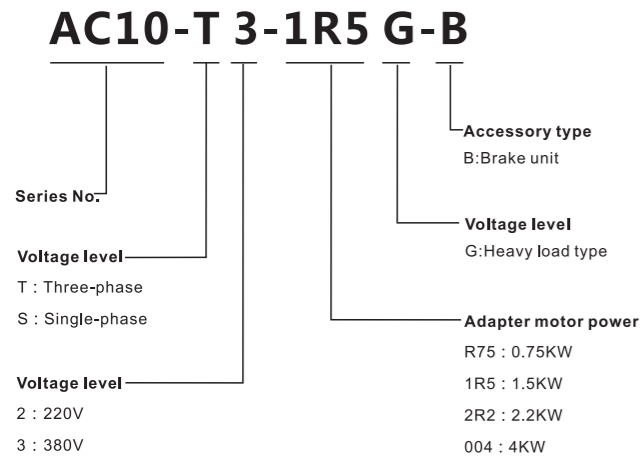 AC10-T 3-1R5 G-B
Accessory type
B:Brake unit
Series No.
Voltage level
G:Heavy load type
Voltage level
T : Three-phase
S : Single-phase
Adapter motor power
R75 : 0.75KW
1R5 : 1.5KW
2R2 : 2.2KW
004 : 4KW
Voltage level
2 : 220V
3 : 380V